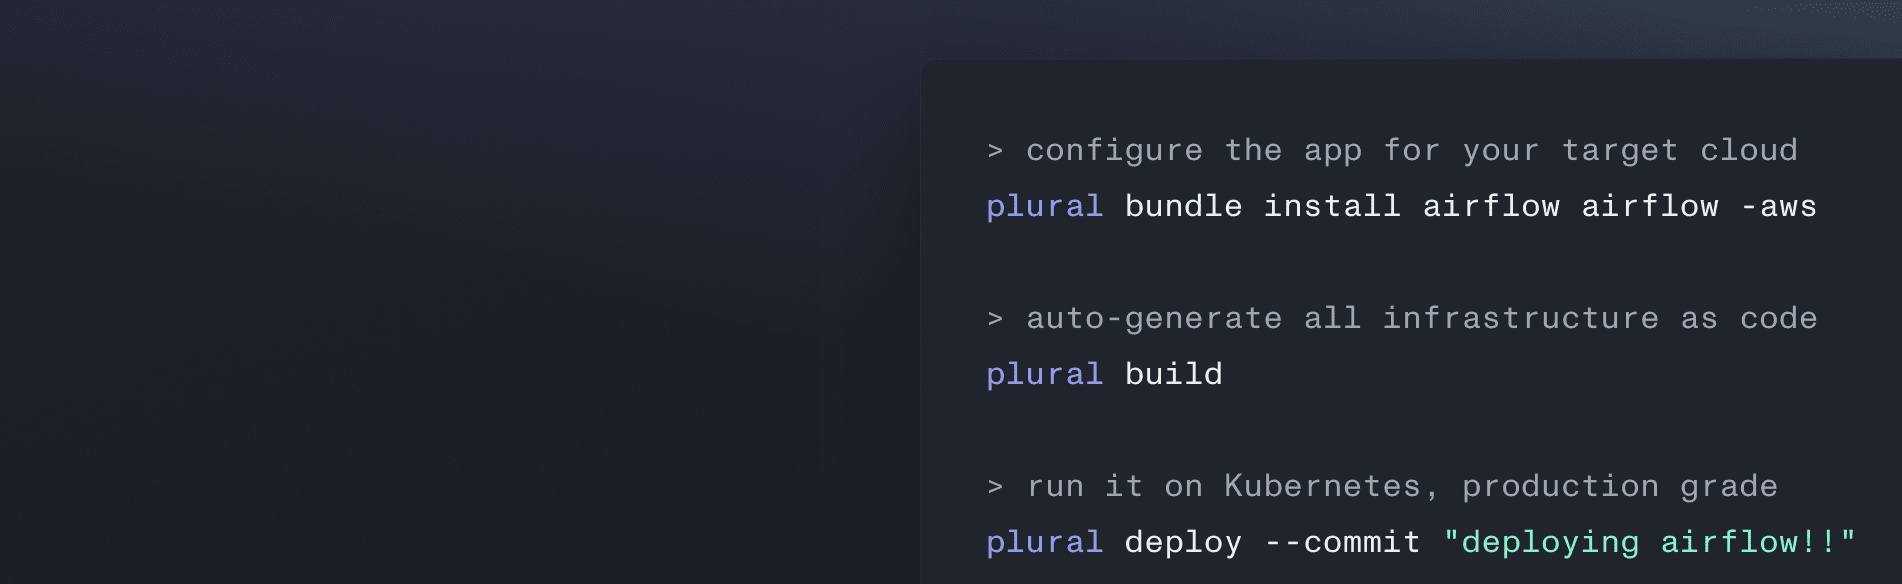 > configure the app for your target cloud
plural bundle install airflow airflow -aws
> auto-generate all infrastructure as code
plural build
> run it on Kubernetes, production grade
plural deploy --commit "deploying airflow!!"